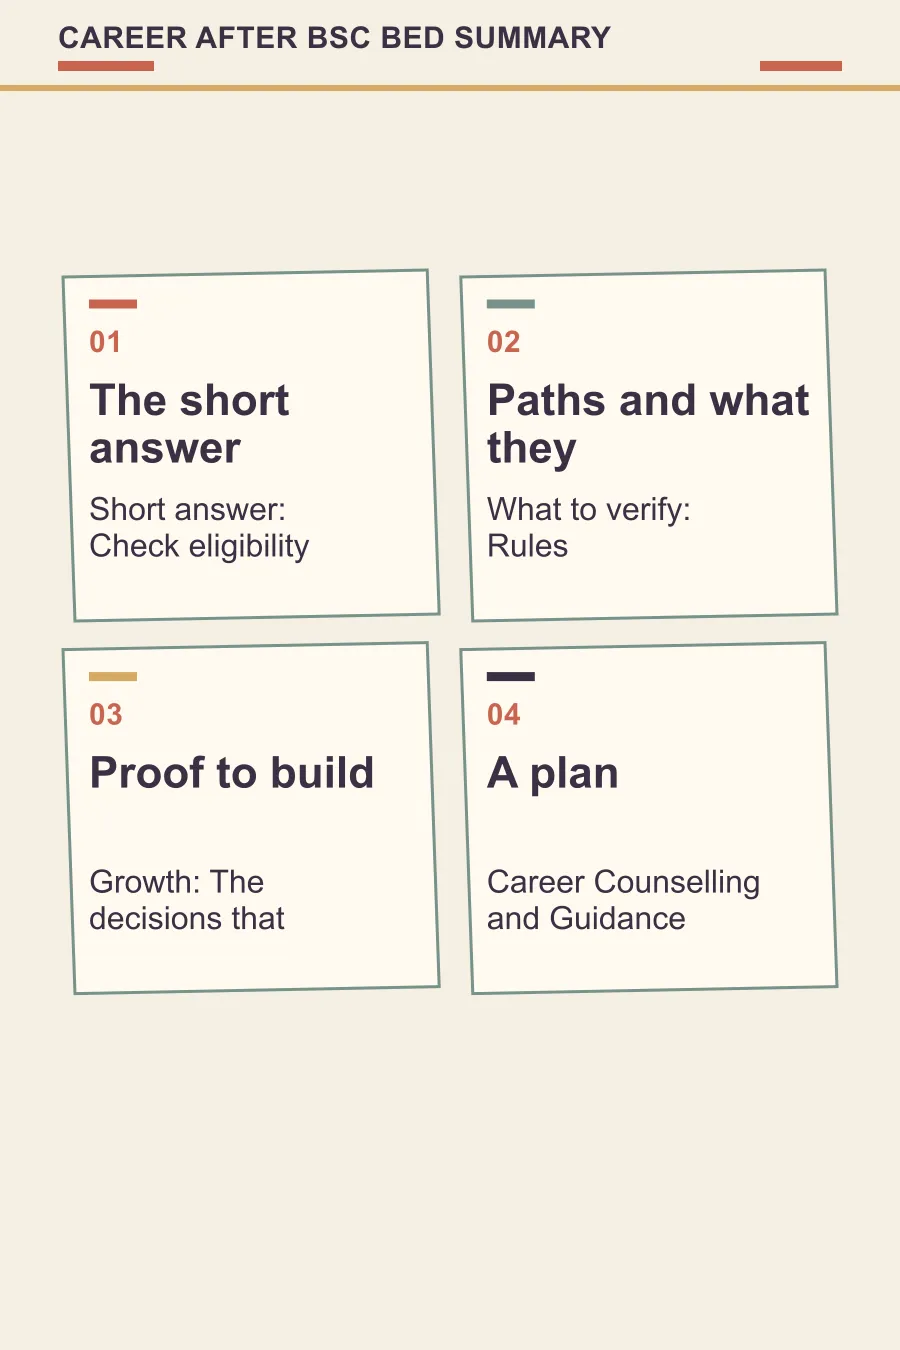 CAREER AFTER BSC BED SUMMARY
01
The short
answer
Short answer:
Check eligibility
02
Paths and what
they
What to verify:
Rules
03
Proof to build
Growth: The
decisions that
04
A plan
Career Counselling
and Guidance